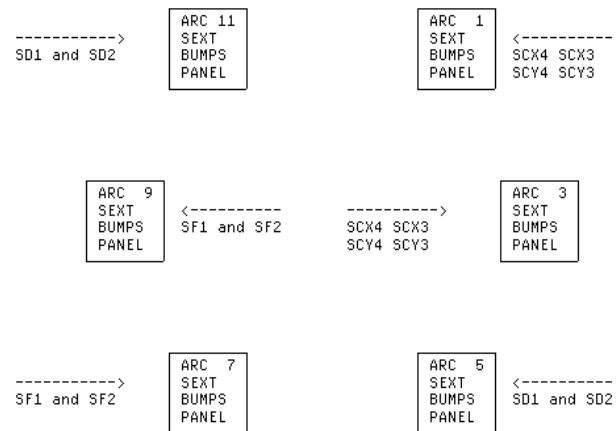 ARC 11
SEXT
BUMPS
PANEL
------------>
SD1 and SD2
ARC 1
SEXT
BUMPS
PANEL
<------------
SCX4 SCX3
SCY4 SCY3
ARC 9
SEXT
BUMPS
PANEL
<-----------
SF1 and SF2
----------->
SCX4 SCX3
SCY4 SCY3
ARC 3
SEXT
BUMPS
PANEL
------------>
SF1 and SF2
ARC 7
SEXT
BUMPS
PANEL
ARC 5
SEXT
BUMPS
PANEL
<------------
SD1 and SD2